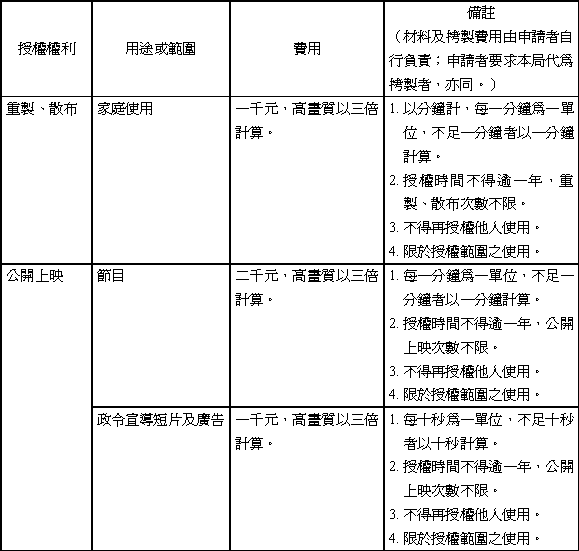 授權權利
用途或範圍
費用
備註
（材料及拷製費用由申請者自
行負責；申請者要求本局代為
拷製者，亦同。）
重製、散布
家庭使用
一千元，高畫質以三倍
計算。
1. 以分鐘計，每一分鐘為一單
位，不足一分鐘者以一分鐘
計算。
2. 授權時間不得逾一年，重
製、散布次數不限。
3. 不得再授權他人使用。
4. 限於授權範圍之使用。
公開上映
節目
二千元，高畫質以三倍
計算。
1. 每一分鐘為一單位，不足一
分鐘者以一分鐘計算。
2. 授權時間不得逾一年，公開
上映次數不限。
3. 不得再授權他人使用。
4. 限於授權範圍之使用。
政令宣導短片及廣告
一千元，高畫質以三倍
計算。
1. 每十秒為一單位，不足十秒
者以十秒計算。
2. 授權時間不得逾一年，公開
上映次數不限。
3. 不得再授權他人使用。
4. 限於授權範圍之使用。